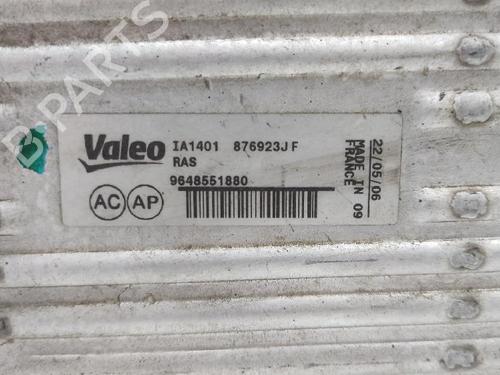 B-PARTS
Valeo
IA1401 876923J F
RAS
9648551880
AC AP
22/05/06
MADE IN 09
FRANCE